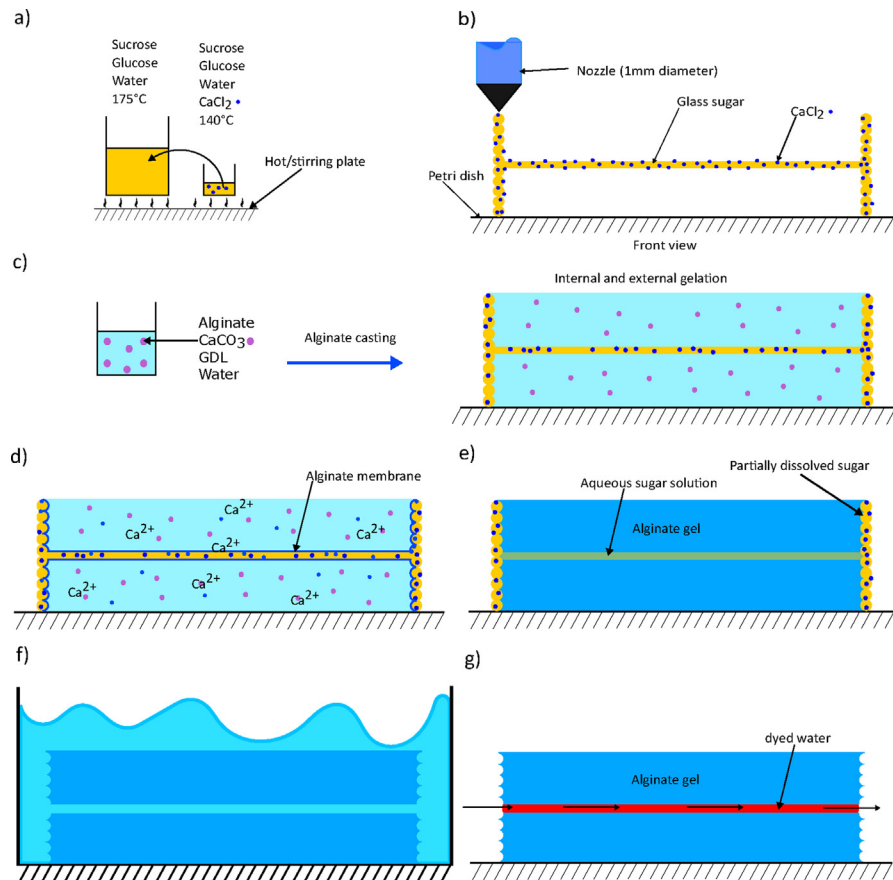 a)
Sucrose
Glucose
Water
175°C
Sucrose
Glucose
Water
CaCl2
140°C
Hot/stirring plate
b)
Nozzle (1mm diameter)
Glass sugar
CaCl2
Petri dish
Front view
c)
Alginate
CaCO3
GDL
Water
Alginate casting
Internal and external gelation
d)
Alginate membrane
Ca2+
Ca2+
Ca2+
Ca2+
Ca2+
Ca2+
Ca2+
e)
Partially dissolved sugar
Aqueous sugar solution
Alginate gel
f)
g)
dyed water
Alginate gel